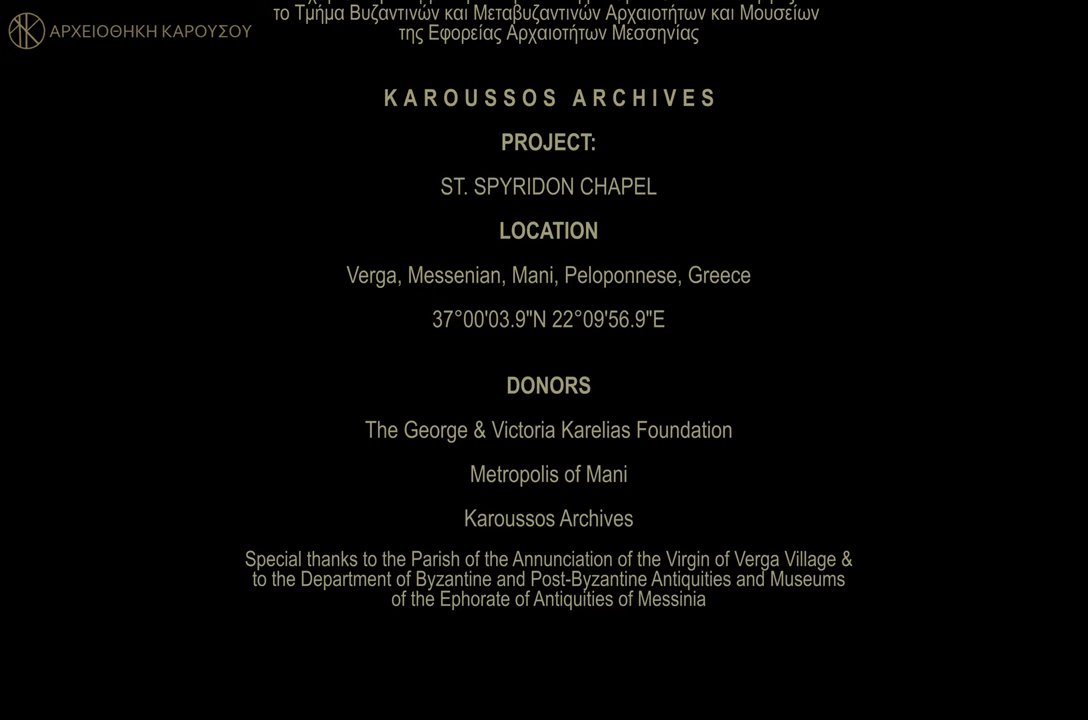 το Τμήμα Βυζαντινών και Μεταβυζαντινών Αρχαιοτήτων και Μουσείων
της Εφορείας Αρχαιοτήτων Μεσσηνίας
ΑΡΧΕΙΟΘΗΚΗ ΚΑΡΟΥΣΟΥ
KAROUSSOS ARCHIVES
PROJECT:
ST. SPYRIDON CHAPEL
LOCATION
Verga, Messenian, Mani, Peloponnese, Greece
37°00'03.9"N 22°09'56.9"E
DONORS
The George & Victoria Karelias Foundation
Metropolis of Mani
Karoussos Archives
Special thanks to the Parish of the Annunciation of the Virgin of Verga Village &
to the Department of Byzantine and Post-Byzantine Antiquities and Museums
of the Ephorate of Antiquities of Messinia